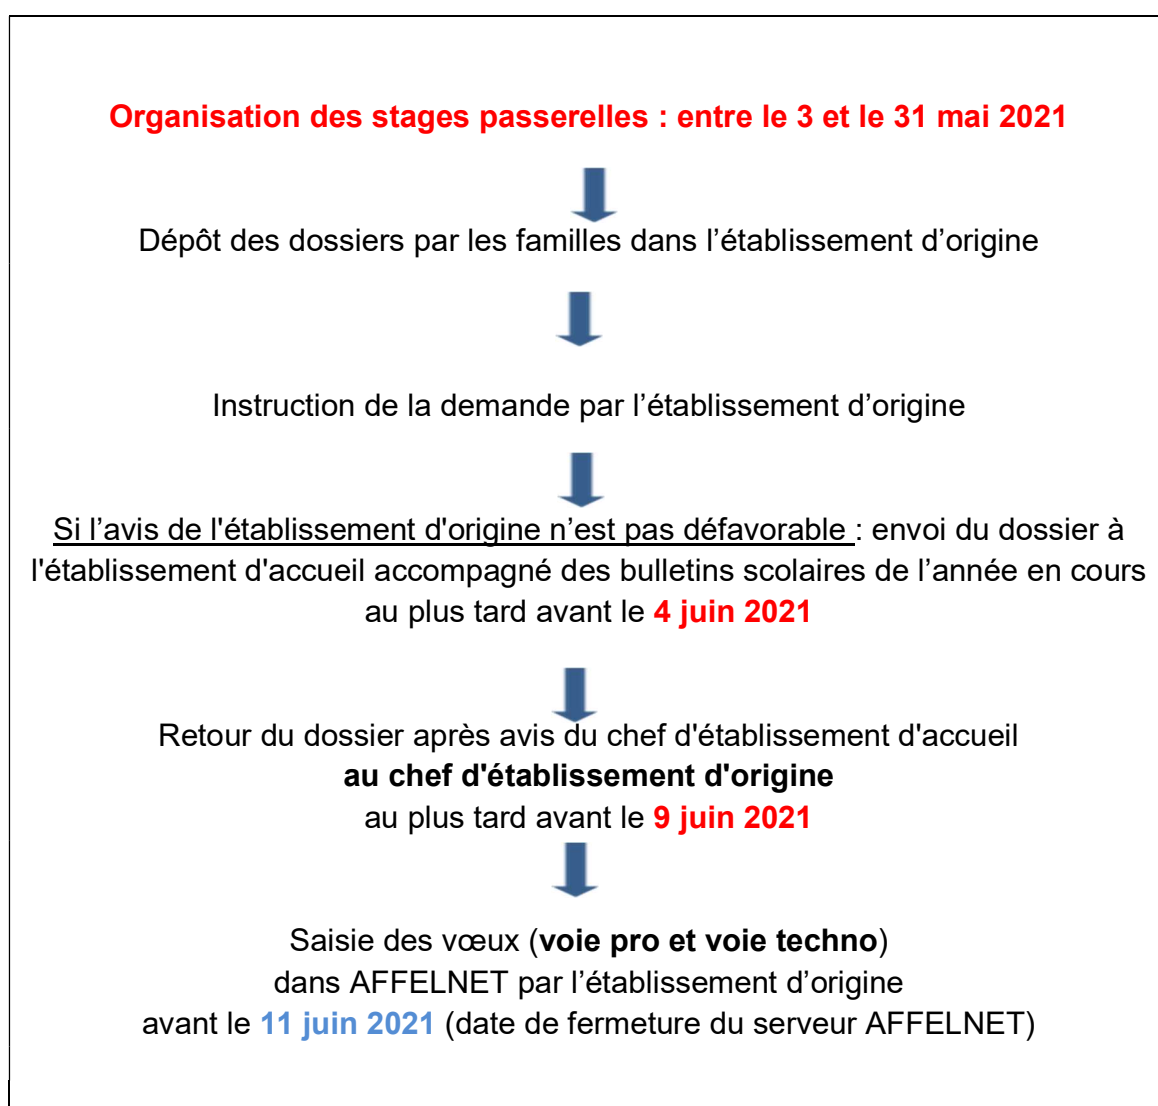 Organisation des stages passerelles : entre le 3 et le 31 mai 2021
Dépôt des dossiers par les familles dans l’établissement d’origine
Instruction de la demande par l’établissement d’origine
Si l’avis de l'établissement d'origine n’est pas défavorable : envoi du dossier à
l'établissement d'accueil accompagné des bulletins scolaires de l’année en cours
au plus tard avant le 4 juin 2021
Retour du dossier après avis du chef d'établissement d'accueil
au chef d'établissement d'origine
au plus tard avant le 9 juin 2021
Saisie des vœux (voie pro et voie techno)
dans AFFELNET par l’établissement d’origine
avant le 11 juin 2021 (date de fermeture du serveur AFFELNET)